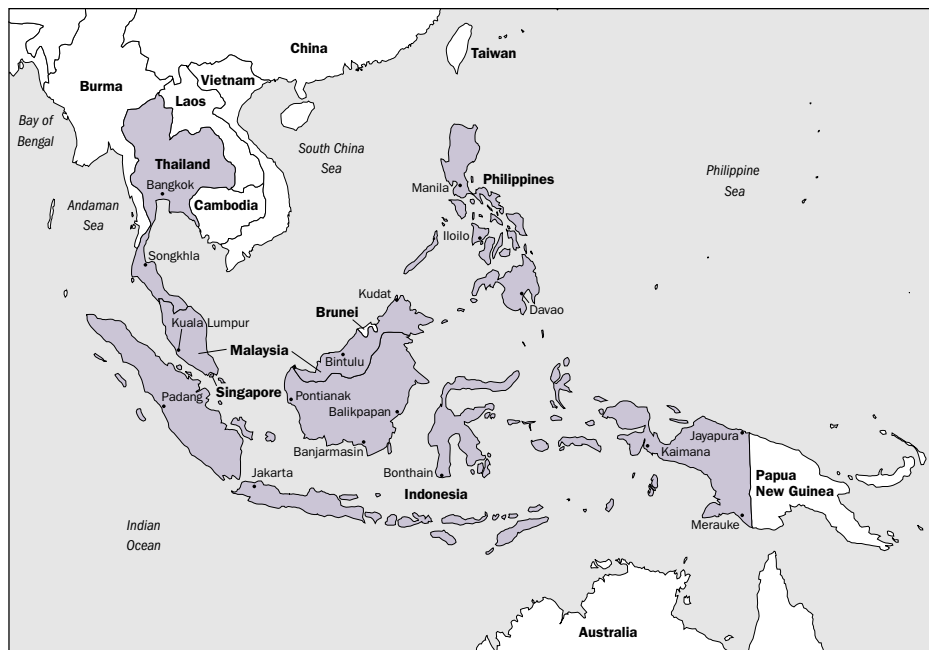 China
Taiwan
Burma
Vietnam
Laos
Bay of
Bengal
South China
Sea
Thailand
Bangkok
Philippines
Manila
Philippine
Sea
Andaman
Sea
Cambodia
Iloilo
Songkhla
Kudat
Davao
Brunei
Kuala Lumpur
Malaysia
Bintulu
Singapore
Padang
Pontianak
Balikpapan
Jayapura
Kaimana
Banjarmasin
Jakarta
Bonthain
Indonesia
Papua
New Guinea
Merauke
Indian
Ocean
Australia